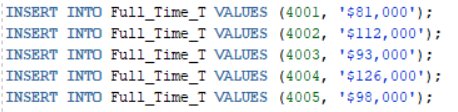 INSERT INTO Full_Time_T VALUES (4001, '$81,000');
INSERT INTO Full_Time_T VALUES (4002, '$112,000');
INSERT INTO Full_Time_T VALUES (4003, '$93,000');
INSERT INTO Full_Time_T VALUES (4004, '$126,000');
INSERT INTO Full_Time_T VALUES (4005, '$98,000');